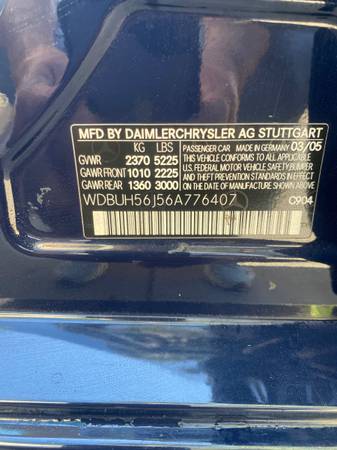 MFD BY DAIMLERCHRYSLER AG STUTTGART
KG LBS PASSENGER CAR MADE IN GERMANY 03/05
GVWR 2370 5225 THIS VEHICLE CONFORMS TO ALL APPLICABLE
GAWR FRONT 1010 2225 U.S. FEDERAL MOTOR VEHICLE SAFETY BUMPER
GAWR REAR 1360 3000 AND THEFT PREVENTION STANDARDS IN EFFECT
ON THE DATE OF MANUFACTURE SHOWN ABOVE
WDBUH56J56A776407 C904